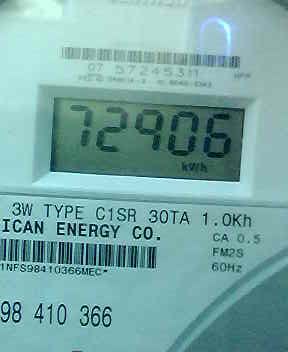 07 57245311
72906
kWh
3W TYPE C1SR 30TA 1.0Kh
ICAN ENERGY CO.
CA 0.5
FM2S
1NFS98410366MEC*
60Hz
98 410 366